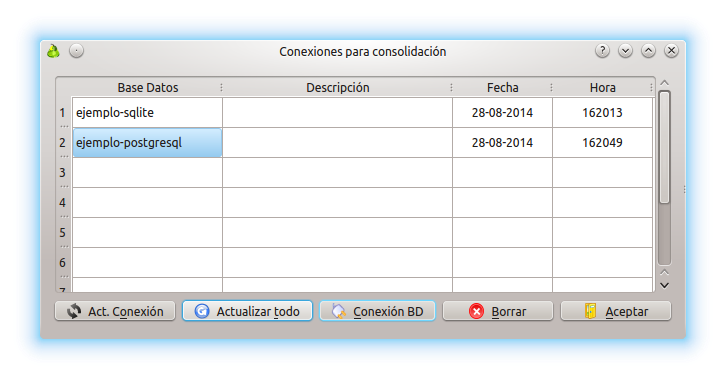 Conexiones para consolidación
Base Datos Descripción Fecha Hora
1 ejemplo-sqlite 28-08-2014 162013
2 ejemplo-postgresql 28-08-2014 162049
3
4
5
6
7
Act. Conexión Actualizar todo Conexión BD Borrar Aceptar